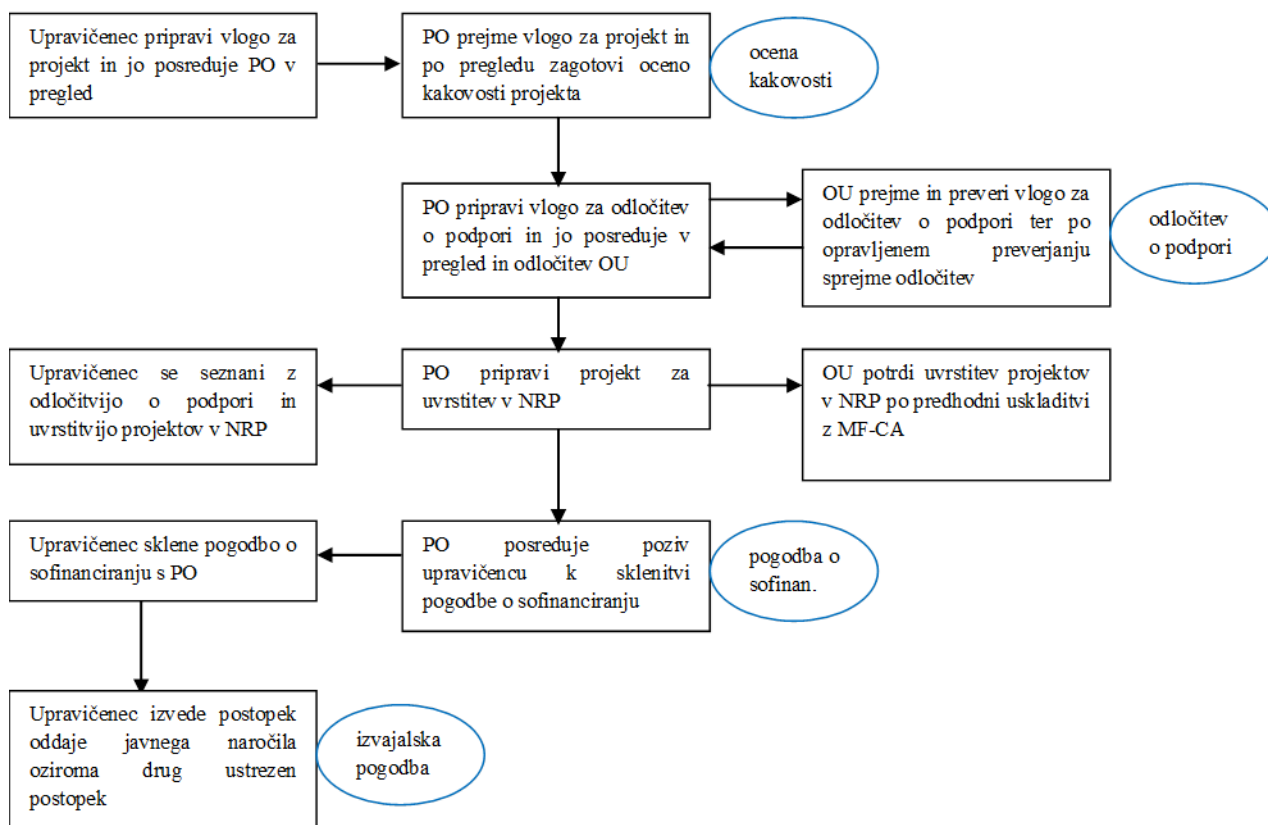 Upravičenec pripravi vlogo za
projekt in jo posreduje PO v
pregled
PO prejme vlogo za projekt in
po pregledu zagotovi oceno
kakovosti projekta
ocena
kakovosti
PO pripravi vlogo za odločitev
o podpori in jo posreduje v
pregled in odločitev OU
OU prejme in preveri vlogo za
odločitev o podpori ter po
opravljenem preverjanju
sprejme odločitev
odločitev
o podpori
Upravičenec se seznani z
odločitvijo o podpori in
uvrstitvijo projektov v NRP
PO pripravi projekt za
uvrstitev v NRP
OU potrdi uvrstitev projektov
v NRP po predhodni uskladitvi
z MF-CA
Upravičenec sklene pogodbo o
sofinanciranju s PO
PO posreduje poziv
upravičencu k sklenitvi
pogodbe o sofinanciranju
pogodba o
sofinan.
Upravičenec izvede postopek
oddaje javnega naročila
oziroma drug ustrezen
postopek
izvajalska
pogodba